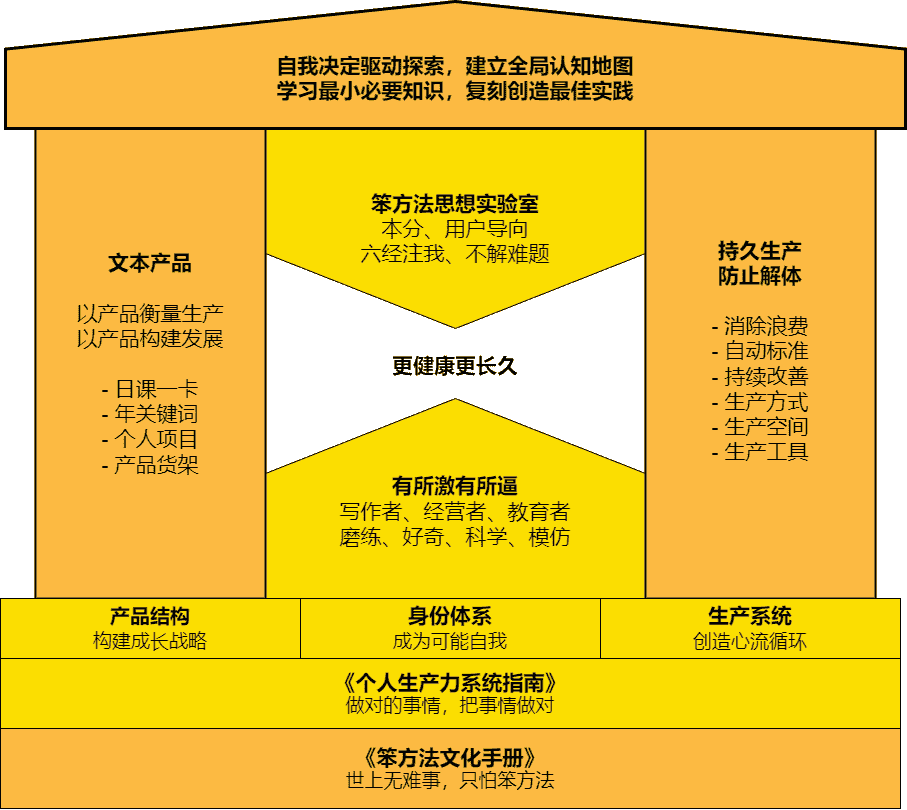 自我决定驱动探索，建立全局认知地图
学习最小必要知识，复刻创造最佳实践
文本产品
以产品衡量生产
以产品构建发展
- 日课一卡
- 年关键词
- 个人项目
- 产品货架
笨方法思想实验室
本分、用户导向
六经注我、不解难题
更健康更长久
有所激有所逼
写作者、经营者、教育者
磨练、好奇、科学、模仿
持久生产
防止解体
- 消除浪费
- 自动标准
- 持续改善
- 生产方式
- 生产空间
- 生产工具
产品结构
构建成长战略
身份体系
成为可能自我
生产系统
创造心流循环
《个人生产力系统指南》
做对的事情，把事情做对
《笨方法文化手册》
世上无难事，只怕笨方法